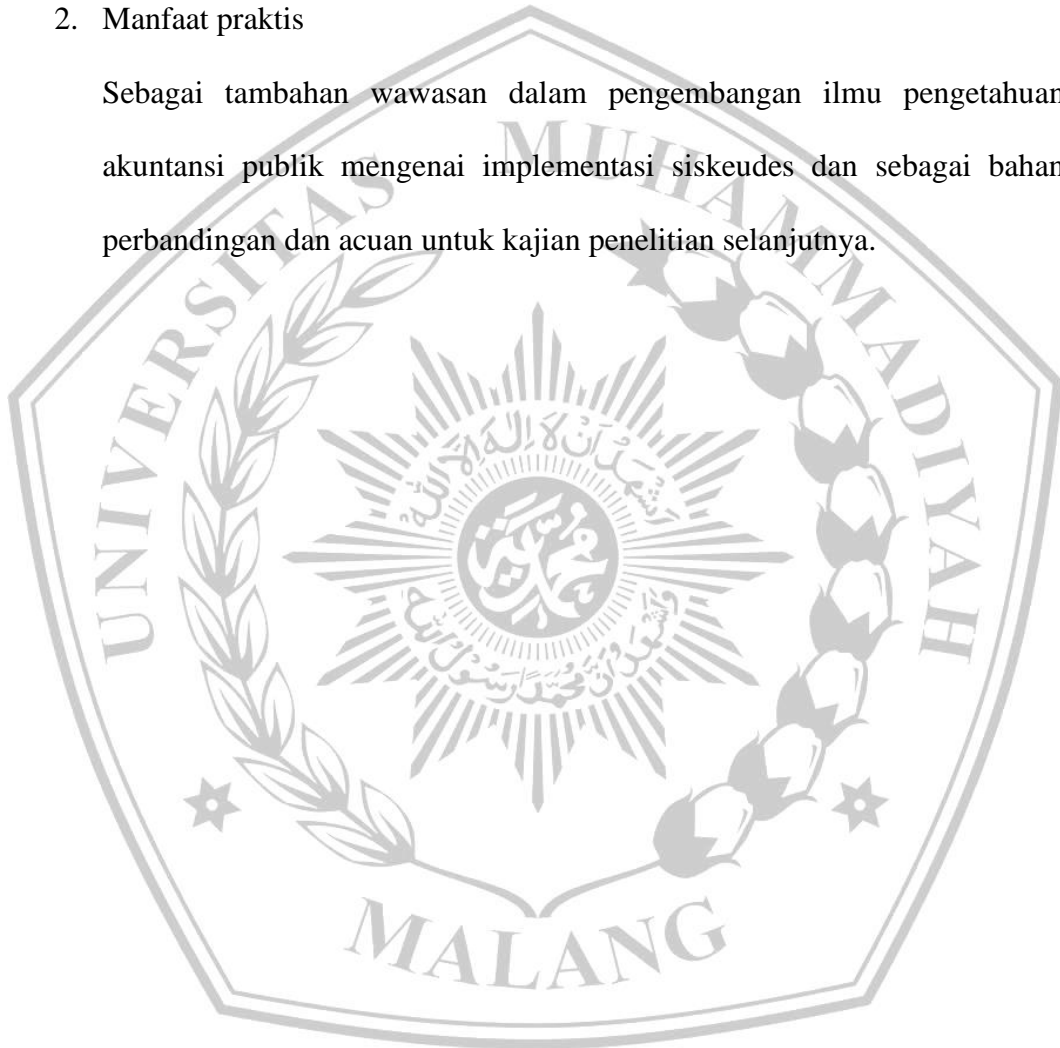 2. Manfaat praktis
Sebagai tambahan wawasan dalam pengembangan ilmu pengetahuan
akuntansi publik mengenai implementasi siskeudes dan sebagai bahan
perbandingan dan acuan untuk kajian penelitian selanjutnya.
UNIVERSITAS MUHAMMADIYAH
MALANG